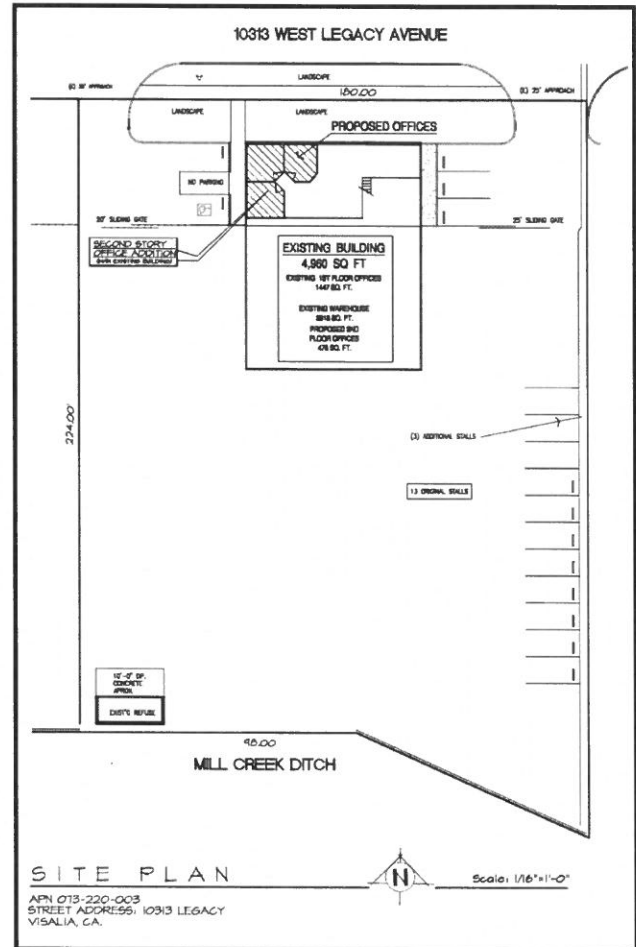 10313 WEST LEGACY AVENUE
LANDSCAPE
(E) 25' APPROACH
180.00
LANDSCAPE
LANDSCAPE
PROPOSED OFFICES
NO PARKING
20' SLIDING GATE
25' SLIDING GATE
SECOND STORY
OFFICE ADDITION
EXISTING BUILDING
4,960 SQ FT
EXISTING 1ST FLOOR OFFICES
1447 SQ. FT.
EXISTING WAREHOUSE
SQ. FT.
PROPOSED 2ND
FLOOR OFFICES
476 SQ. FT.
224.00'
(3) ADDITIONAL STALLS
13 ORIGINAL STALLS
10'-0" DP.
CONCRETE
APRON
EXIST'G REFUSE
98.00
MILL CREEK DITCH
SITE PLAN
N
Scale: 1/16"=1'-0"
APN 073-220-003
STREET ADDRESS: 10313 LEGACY
VISALIA, CA.